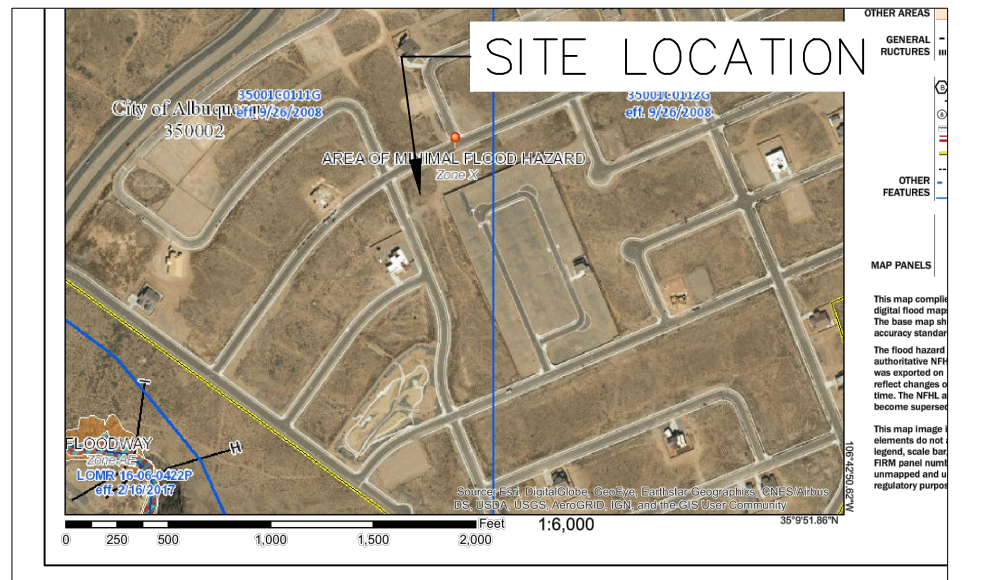 OTHER AREAS
GENERAL
RUCTURES
SITE LOCATION
B
8
City of Albuquerque
350002
35001C0111G
eff. 9/26/2008
35001C0112G
eff. 9/26/2008
AREA OF MINIMAL FLOOD HAZARD
Zone X
OTHER
FEATURES
MAP PANELS
This map complie
digital flood map
The base map sh
accuracy standar
The flood hazard
authoritative NFH
was exported on
reflect changes o
time. The NFHL a
become supersed
This map image i
elements do not a
legend, scale bar,
FIRM panel numb
unmapped and u
regulatory purpos
I
H
FLOODWAY
Zone AE
LOMR 16-06-0422P
eff. 2/16/2017
Source: Esri, DigitalGlobe, GeoEye, Earthstar Geographics, CNES/Airbus
DS, USDA, USGS, AeroGRID, IGN, and the GIS User Community
106°42'50.62"W
35°9'51.86"N
Feet
1:6,000
0 250 500 1,000 1,500 2,000